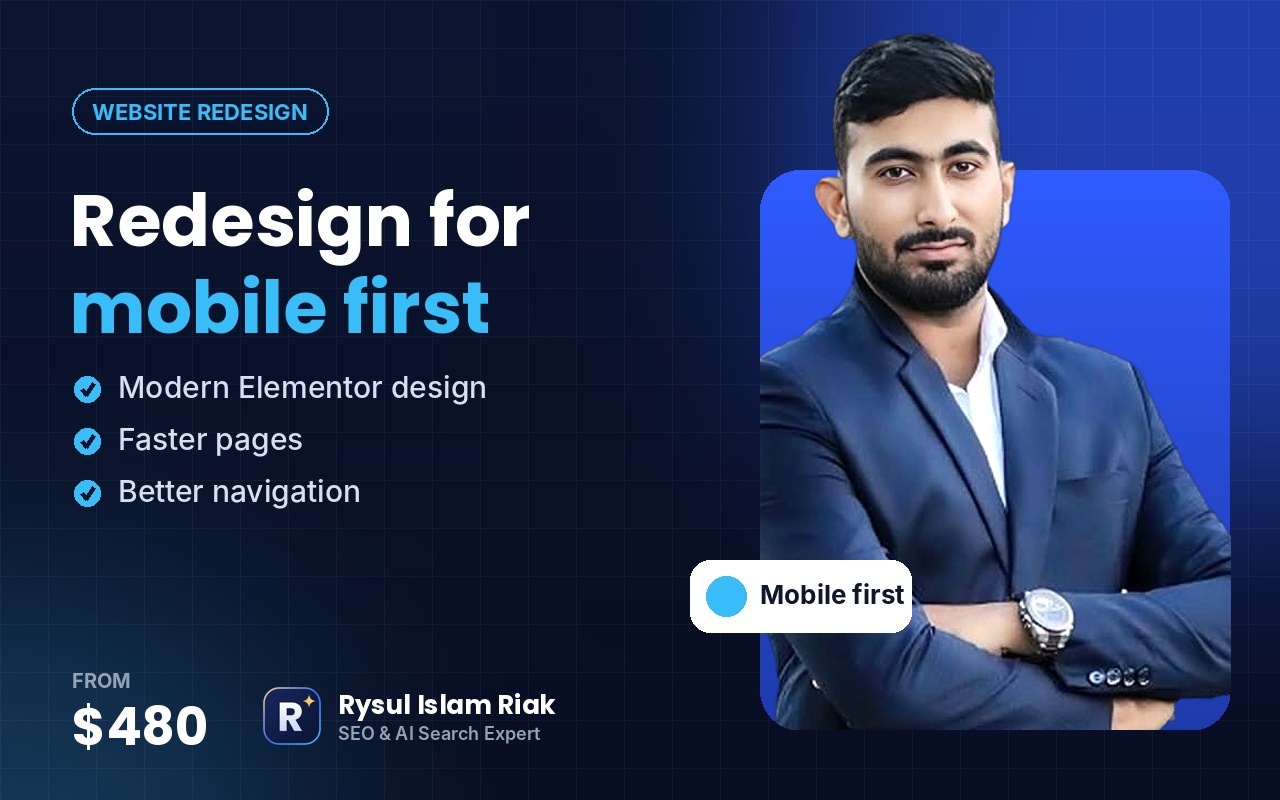 WEBSITE REDESIGN
Redesign for
mobile first
Modern Elementor design
Faster pages
Better navigation
Mobile first
FROM
$480
R
Rysul Islam Riak
SEO & AI Search Expert